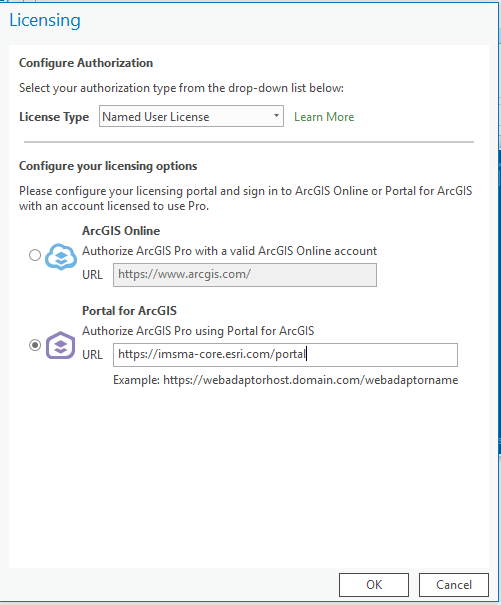 Licensing
Configure Authorization
Select your authorization type from the drop-down list below:
License Type Named User License Learn More
Configure your licensing options
Please configure your licensing portal and sign in to ArcGIS Online or Portal for ArcGIS
with an account licensed to use Pro.
ArcGIS Online
Authorize ArcGIS Pro with a valid ArcGIS Online account
URL https://www.arcgis.com/
Portal for ArcGIS
Authorize ArcGIS Pro using Portal for ArcGIS
URL https://imsma-core.esri.com/portal
Example: https://webadaptorhost.domain.com/webadaptorname
OK Cancel